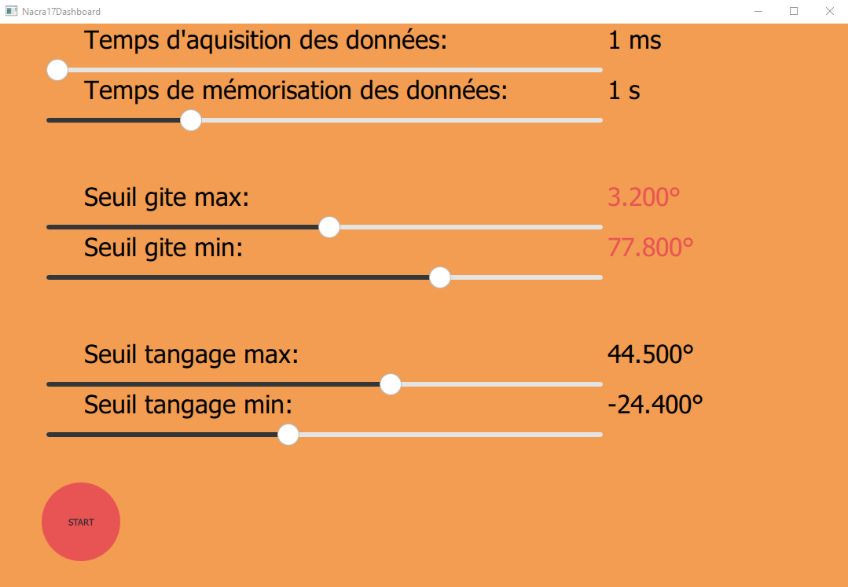 Nacra17Dashboard
Temps d'aquisition des données: 1 ms
Temps de mémorisation des données: 1 s
Seuil gite max: 3.200°
Seuil gite min: 77.800°
Seuil tangage max: 44.500°
Seuil tangage min: -24.400°
START